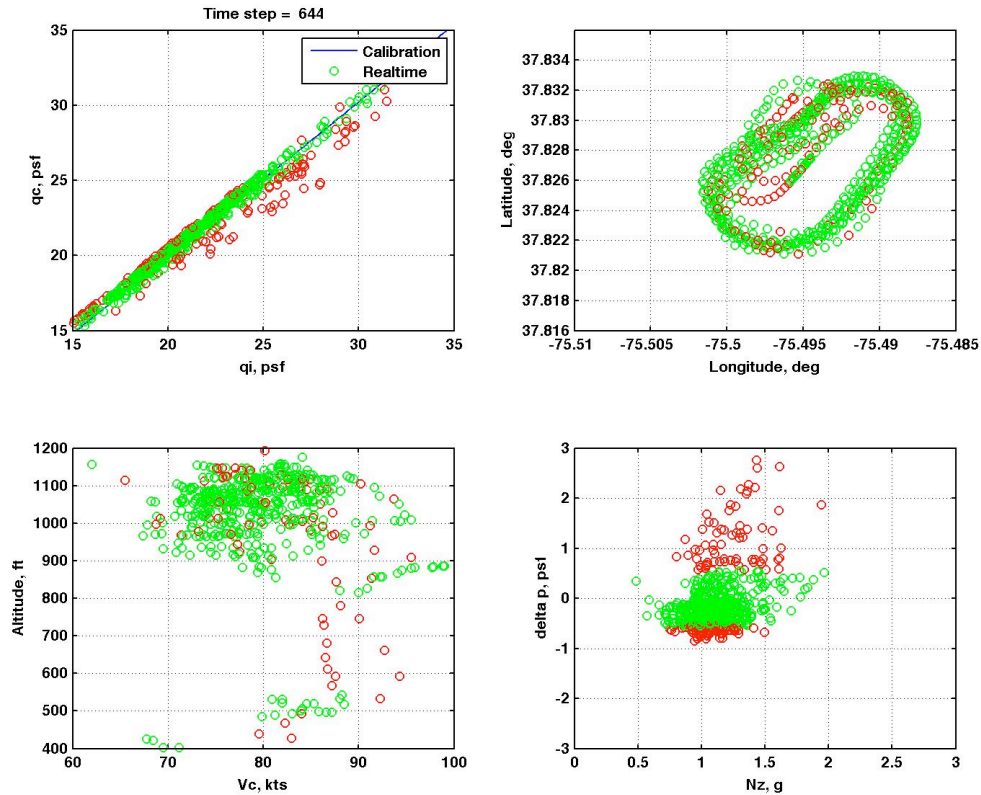 Time step = 644
35
30
25
20
15
qc, psf
Calibration
Realtime
15 20 25 30 35
qi, psf
37.834
37.832
37.83
37.828
37.826
37.824
37.822
37.82
37.818
37.816
Latitude, deg
-75.51 -75.505 -75.5 -75.495 -75.49 -75.485
Longitude, deg
1200
1100
1000
900
800
700
600
500
400
Altitude, ft
60 70 80 90 100
Vc, kts
3
2
1
0
-1
-2
-3
delta p, psf
0 0.5 1 1.5 2 2.5 3
Nz, g